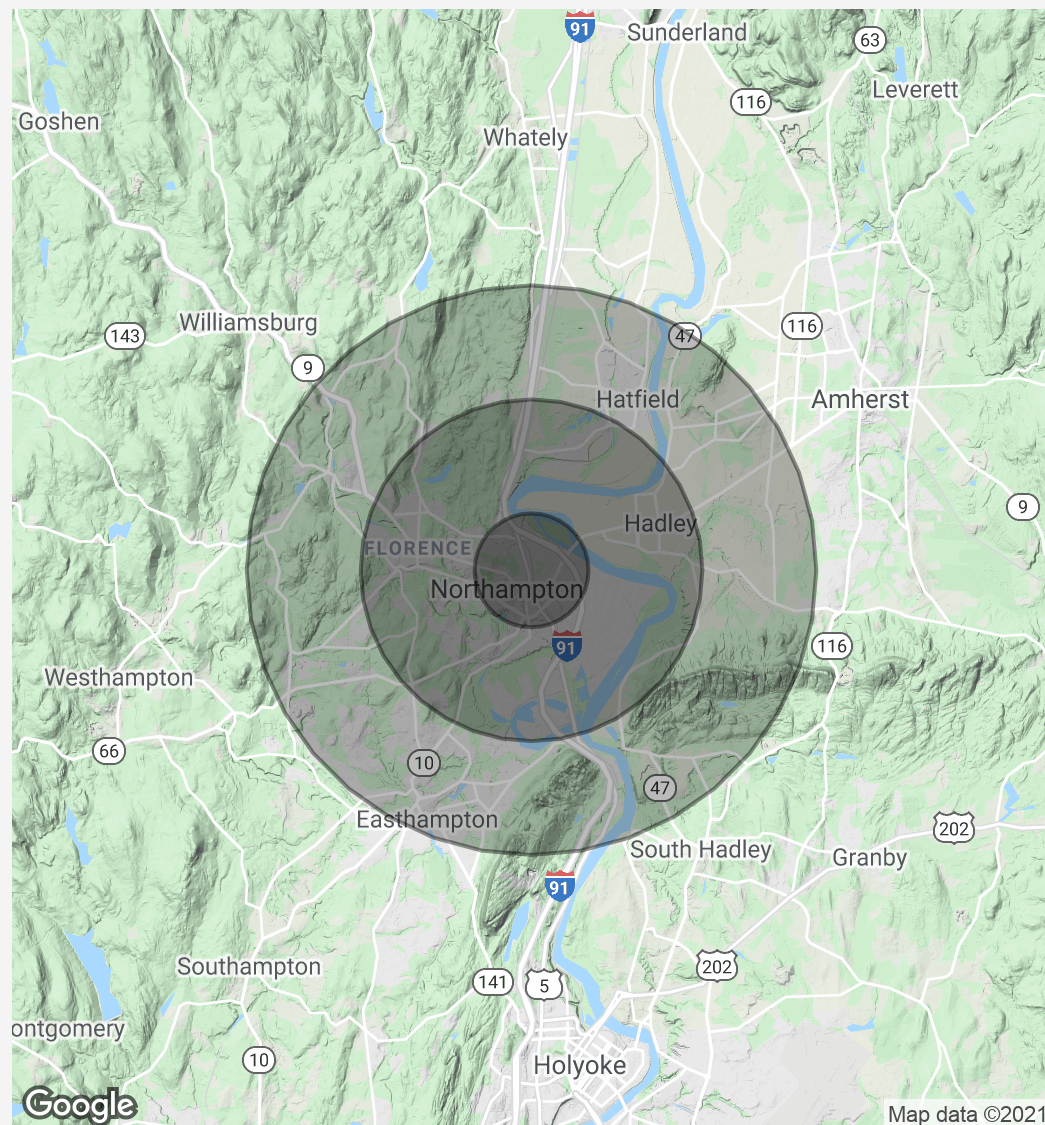 91
Sunderland
63
Leverett
116
Goshen
Whately
143
Williamsburg
116
47
9
Hatfield
Amherst
9
Hadley
FLORENCE
Northampton
91
116
Westhampton
66
10
47
Easthampton
202
South Hadley
Granby
91
Southampton
202
141
5
ontgomery
10
Holyoke
Google
Map data ©2021